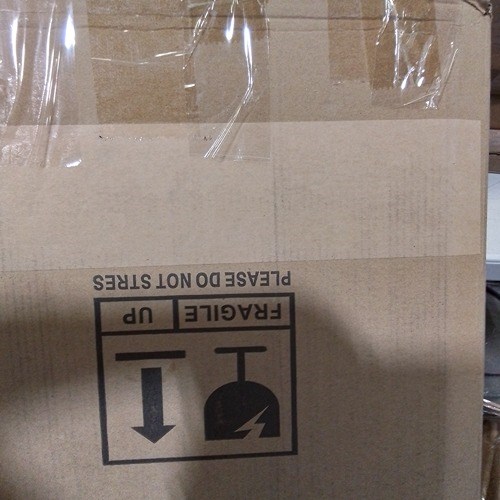 FRAGILE UP
PLEASE DO NOT STRES